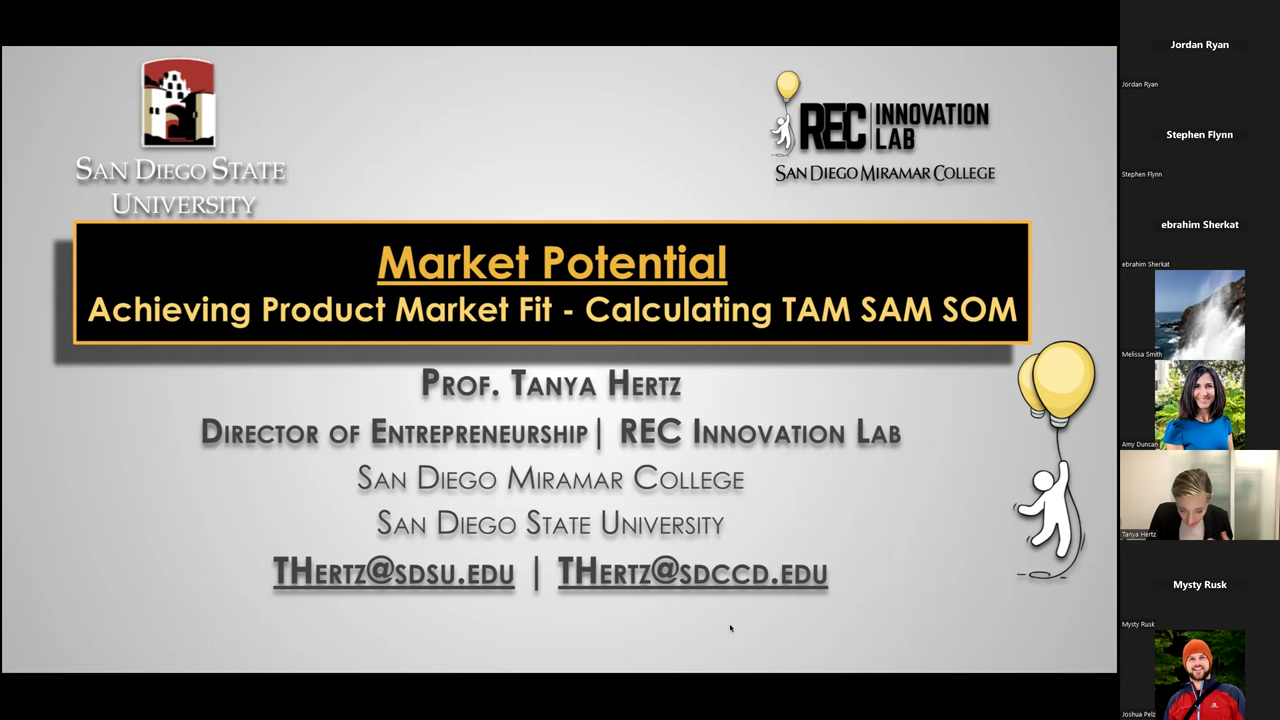 SAN DIEGO STATE
UNIVERSITY
REC INNOVATION
LAB
SAN DIEGO MIRAMAR COLLEGE
Market Potential
Achieving Product Market Fit - Calculating TAM SAM SOM
PROF. TANYA HERTZ
DIRECTOR OF ENTREPRENEURSHIP | REC INNOVATION LAB
SAN DIEGO MIRAMAR COLLEGE
SAN DIEGO STATE UNIVERSITY
THERTZ@SDSU.EDU | THERTZ@SDCCD.EDU
Jordan Ryan
Jordan Ryan
Stephen Flynn
Stephen Flynn
ebrahim Sherkat
ebrahim Sherkat
Melissa Smith
Amy Duncan
Tanya Hertz
Mysty Rusk
Mysty Rusk
Joshua Pelz